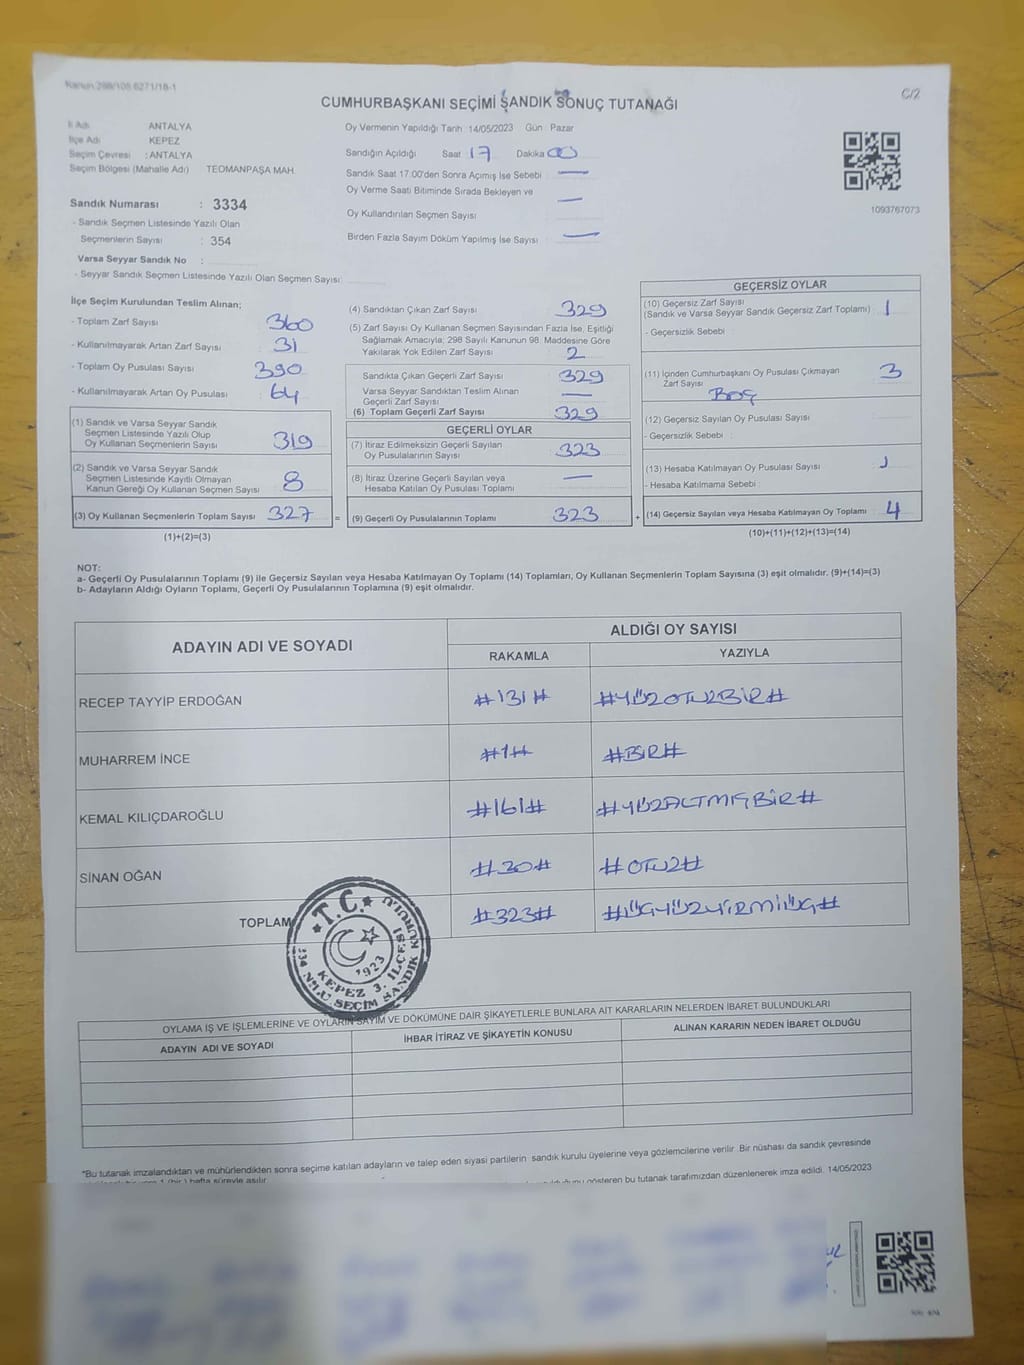 Kanun:298/105.6271/18-1
C/2
CUMHURBAŞKANI SEÇİMİ SANDIK SONUÇ TUTANAĞI
İl Adı ANTALYA
İlçe Adı KEPEZ
Seçim Çevresi : ANTALYA
Seçim Bölgesi (Mahalle Adı) TEOMANPAŞA MAH.
Sandık Numarası : 3334
- Sandık Seçmen Listesinde Yazılı Olan
Seçmenlerin Sayısı : 354
Varsa Seyyar Sandık No :
- Seyyar Sandık Seçmen Listesinde Yazılı Olan Seçmen Sayısı:
Oy Vermenin Yapıldığı Tarih :14/05/2023 Gün : Pazar
Sandığın Açıldığı Saat 17 Dakika 00
Sandık Saat 17.00'den Sonra Açımış İse Sebebi —
Oy Verme Saati Bitiminde Sırada Bekleyen ve
Oy Kullandırılan Seçmen Sayısı —
Birden Fazla Sayım Döküm Yapılmış İse Sayısı —
1093767073
İlçe Seçim Kurulundan Teslim Alınan;
- Toplam Zarf Sayısı 360
- Kullanılmayarak Artan Zarf Sayısı 31
- Toplam Oy Pusulası Sayısı 390
- Kullanılmayarak Artan Oy Pusulası 64
(1) Sandık ve Varsa Seyyar Sandık
Seçmen Listesinde Yazılı Olup
Oy Kullanan Seçmenlerin Sayısı 319
(2) Sandık ve Varsa Seyyar Sandık
Seçmen Listesinde Kayıtlı Olmayan
Kanun Gereği Oy Kullanan Seçmen Sayısı 8
(3) Oy Kullanan Seçmenlerin Toplam Sayısı 327 =
(1)+(2)=(3)
(4) Sandıktan Çıkan Zarf Sayısı 329
(5) Zarf Sayısı Oy Kullanan Seçmen Sayısından Fazla İse, Eşitliği
Sağlamak Amacıyla; 298 Sayılı Kanunun 98. Maddesine Göre
Yakılarak Yok Edilen Zarf Sayısı 2
Sandıkta Çıkan Geçerli Zarf Sayısı 329
Varsa Seyyar Sandıktan Teslim Alınan
Geçerli Zarf Sayısı —
(6) Toplam Geçerli Zarf Sayısı 329
GEÇERLİ OYLAR
(7) İtiraz Edilmeksizin Geçerli Sayılan
Oy Pusulalarının Sayısı 323
(8) İtiraz Üzerine Geçerli Sayılan veya
Hesaba Katılan Oy Pusulası Toplamı —
(9) Geçerli Oy Pusulalarının Toplamı 323 +
GEÇERSİZ OYLAR
(10) Geçersiz Zarf Sayısı
(Sandık ve Varsa Seyyar Sandık Geçersiz Zarf Toplamı) 1
- Geçersizlik Sebebi :
(11) İçinden Cumhurbaşkanı Oy Pusulası Çıkmayan
Zarf Sayısı 3
BOŞ
(12) Geçersiz Sayılan Oy Pusulası Sayısı
- Geçersizlik Sebebi :
(13) Hesaba Katılmayan Oy Pusulası Sayısı
- Hesaba Katılmama Sebebi :
(14) Geçersiz Sayılan veya Hesaba Katılmayan Oy Toplamı 4
(10)+(11)+(12)+(13)=(14)
NOT:
a- Geçerli Oy Pusulalarının Toplamı (9) ile Geçersiz Sayılan veya Hesaba Katılmayan Oy Toplamı (14) Toplamları, Oy Kullanan Seçmenlerin Toplam Sayısına (3) eşit olmalıdır. (9)+(14)=(3)
b- Adayların Aldığı Oyların Toplamı, Geçerli Oy Pusulalarının Toplamına (9) eşit olmalıdır.
ADAYIN ADI VE SOYADI
ALDIĞI OY SAYISI
RAKAMLA YAZIYLA
RECEP TAYYİP ERDOĞAN #131# #YÜZOTUZBİR#
MUHARREM İNCE #1# #BİR#
KEMAL KILIÇDAROĞLU #161# #YÜZALTMIŞBİR#
SİNAN OĞAN #30# #OTUZ#
TOPLAM #323# #ÜÇYÜZYİRMİÜÇ#
T.C.
1923
KEPEZ 3. İLÇESİ
334 NOLU SEÇİM SANDIK KURULU
OYLAMA İŞ VE İŞLEMLERİNE VE OYLARIN SAYIM VE DÖKÜMÜNE DAİR ŞİKAYETLERLE BUNLARA AİT KARARLARIN NELERDEN İBARET BULUNDUKLARI
ADAYIN ADI VE SOYADI İHBAR İTİRAZ VE ŞİKAYETİN KONUSU ALINAN KARARIN NEDEN İBARET OLDUĞU
*Bu tutanak imzalandıktan ve mühürlendikten sonra seçime katılan adayların ve talep eden siyasi partilerin sandık kurulu üyelerine veya gözlemcilerine verilir. Bir nüshası da sandık çevresinde
(bir) hafta süreyle asılır. gösteren bu tutanak tarafımızdan düzenlenerek imza edildi. 14/05/2023